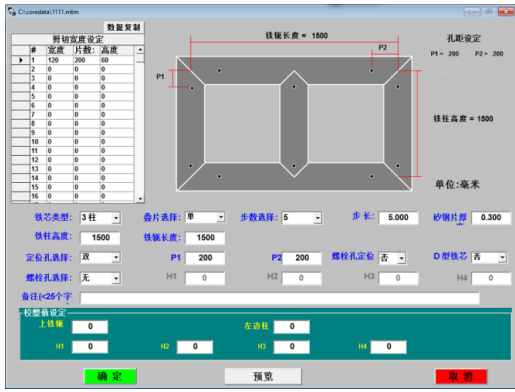 C:\coredata\1111.mtm
数据复制
剪切宽度设定
# 宽度 片数: 高度
1 120 200 60
2 0 0 0
3 0 0 0
4 0 0 0
5 0 0 0
6 0 0 0
7 0 0 0
8 0 0 0
9 0 0 0
10 0 0 0
11 0 0 0
12 0 0 0
13 0 0 0
14 0 0 0
15 0 0 0
16 0 0 0
铁轭长度 = 1500
P2
P1
孔距设定
P1 = 200 P2 = 200
铁柱高度 = 1500
单位:毫米
铁芯类型: 3 柱 叠片选择: 单 步数选择: 5 步 长: 5.000 矽钢片厚度 0.300
铁柱高度: 1500 铁轭长度: 1500
定位孔选择: 双 P1 200 P2 200 螺栓孔定位 否 D 型铁芯 否
螺栓孔选择: 无 H1 0 H2 0 H3 0 H4 0
备注(<25个字
校整值设定
上铁轭 0 左边柱 0
H1 0 H2 0 H3 0 H4 0
确 定 预览 取 消